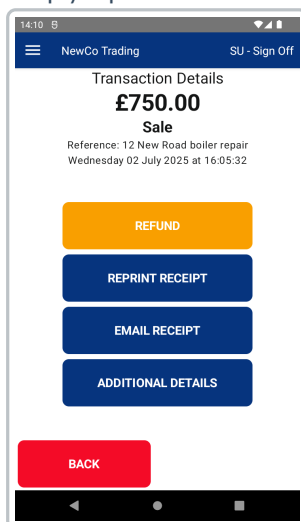 14:10
NewCo Trading
SU - Sign Off
Transaction Details
£750.00
Sale
Reference: 12 New Road boiler repair
Wednesday 02 July 2025 at 16:05:32
REFUND
REPRINT RECEIPT
EMAIL RECEIPT
ADDITIONAL DETAILS
BACK